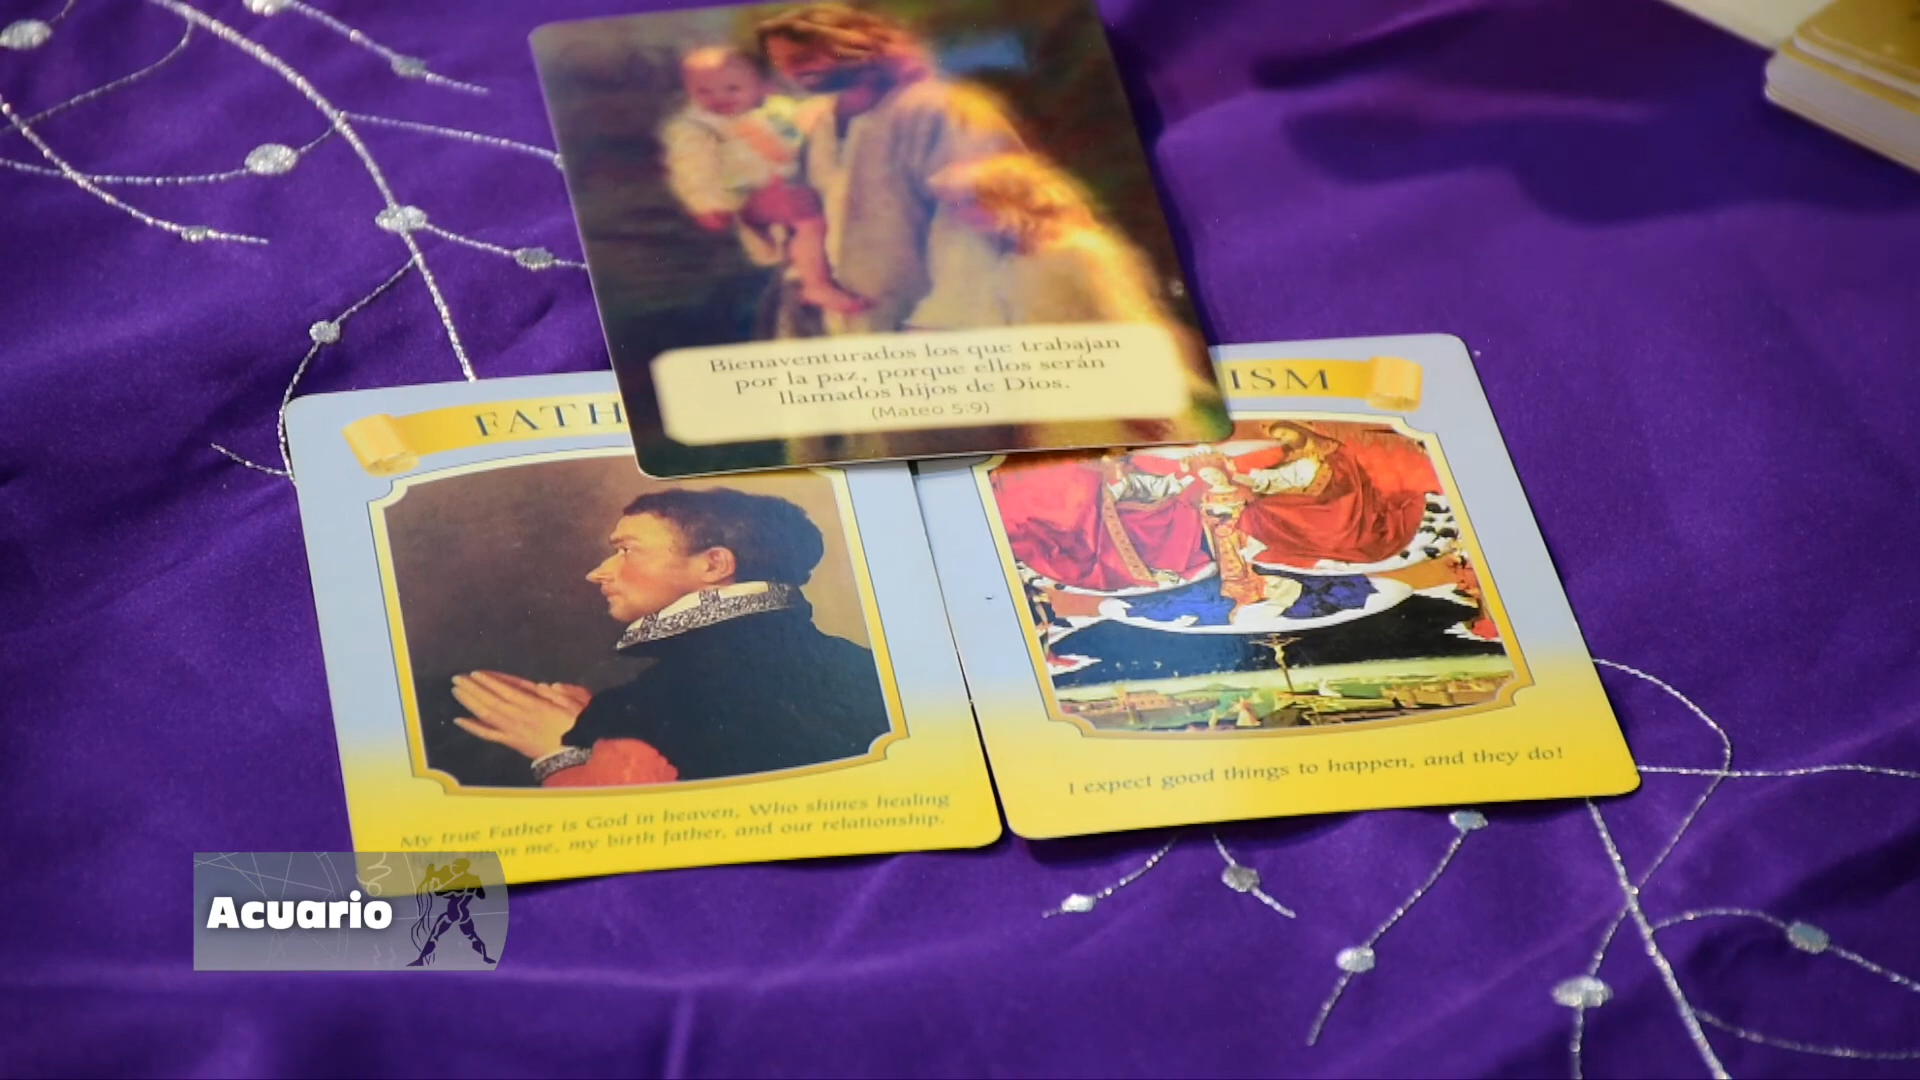 Bienaventurados los que trabajan
por la paz, porque ellos serán
llamados hijos de Dios.
(Mateo 5:9)
FATH
ISM
My true Father is God in heaven, Who shines healing
light upon me, my birth father, and our relationship.
I expect good things to happen, and they do!
Acuario